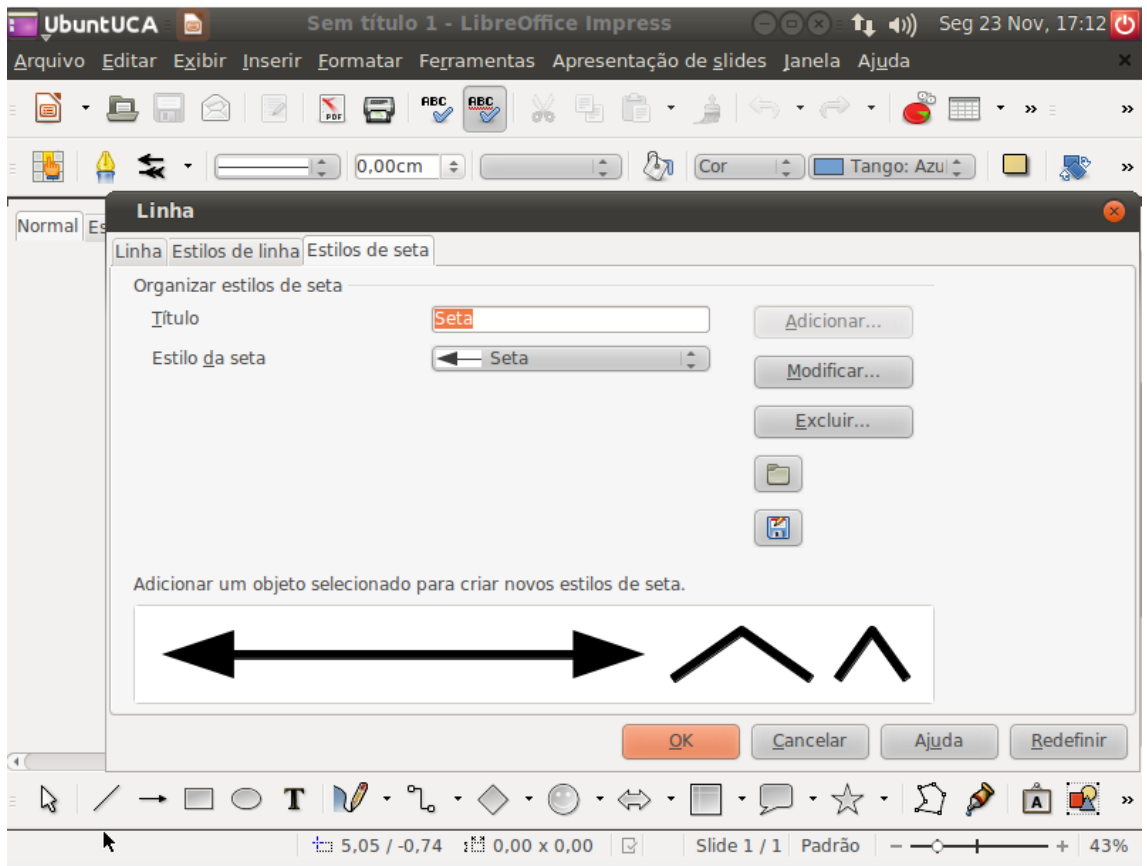 UbuntUCA Sem título 1 - LibreOffice Impress Seg 23 Nov, 17:12
Arquivo Editar Exibir Inserir Formatar Ferramentas Apresentação de slides Janela Ajuda
PDF ABC ABC
0,00cm Cor Tango: Azul
Normal Es
Linha
Linha Estilos de linha Estilos de seta
Organizar estilos de seta
Título Seta Adicionar...
Estilo da seta Seta Modificar...
Excluir...
Adicionar um objeto selecionado para criar novos estilos de seta.
OK Cancelar Ajuda Redefinir
T A
5,05 / -0,74 0,00 x 0,00 Slide 1 / 1 Padrão 43%